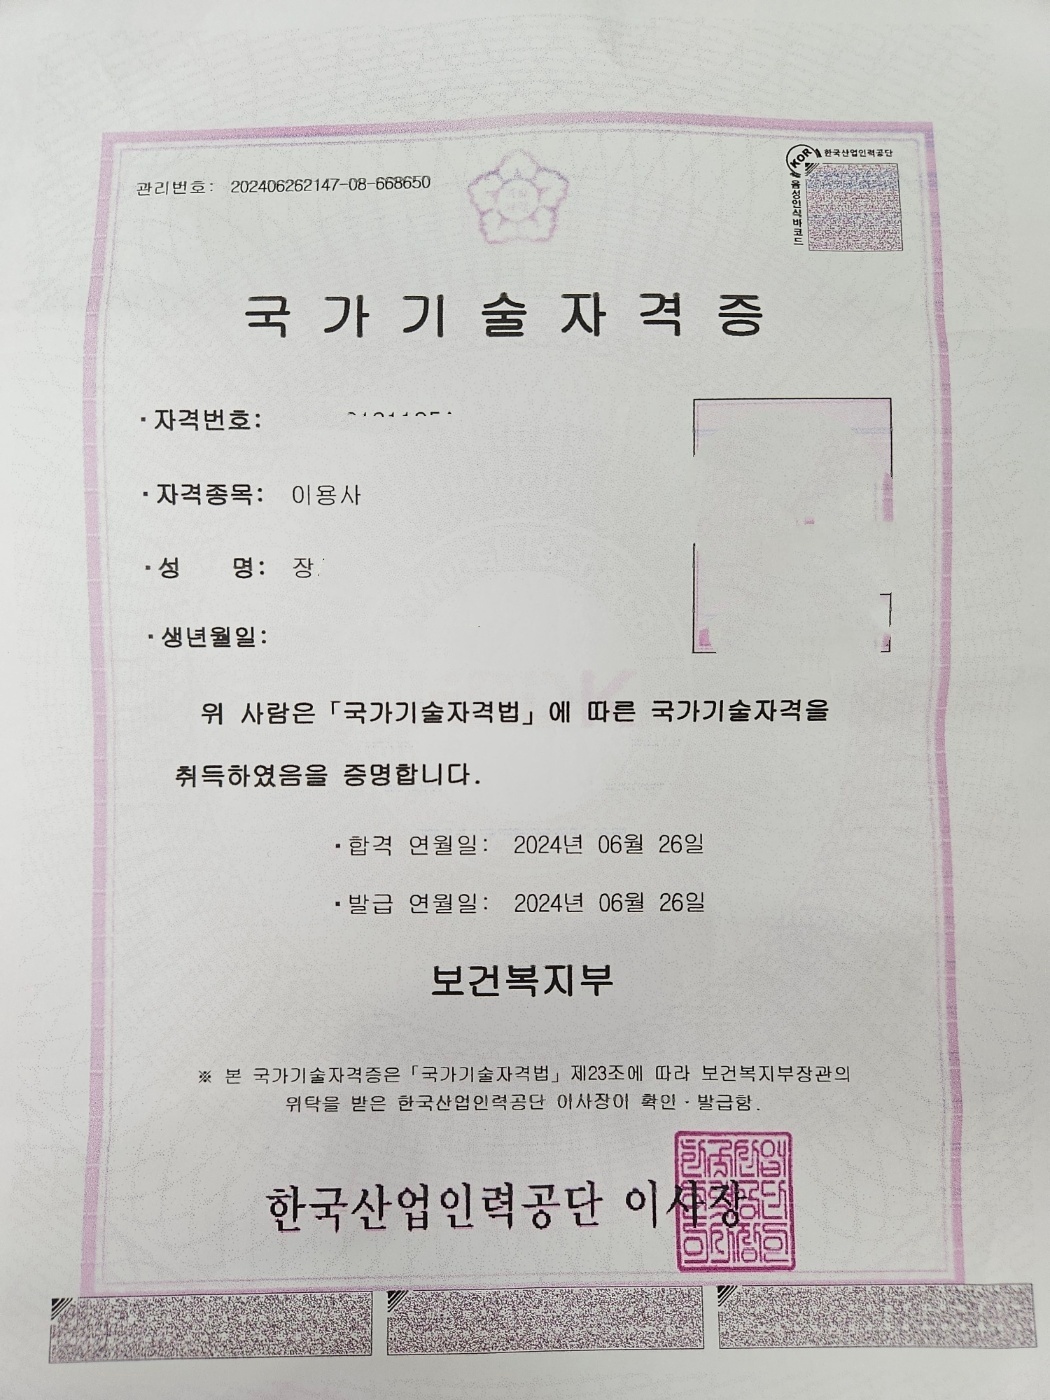 한국산업인력공단
KOR
음성인식바코드
관리번호: 202406262147-08-668650
국가기술자격증
·자격번호:
·자격종목: 이용사
·성 명: 장
·생년월일:
위 사람은「국가기술자격법」에 따른 국가기술자격을
취득하였음을 증명합니다.
·합격 연월일: 2024년 06월 26일
·발급 연월일: 2024년 06월 26일
보건복지부
※ 본 국가기술자격증은「국가기술자격법」제23조에 따라 보건복지부장관의
위탁을 받은 한국산업인력공단 이사장이 확인·발급함.
한국산업인력공단 이사장